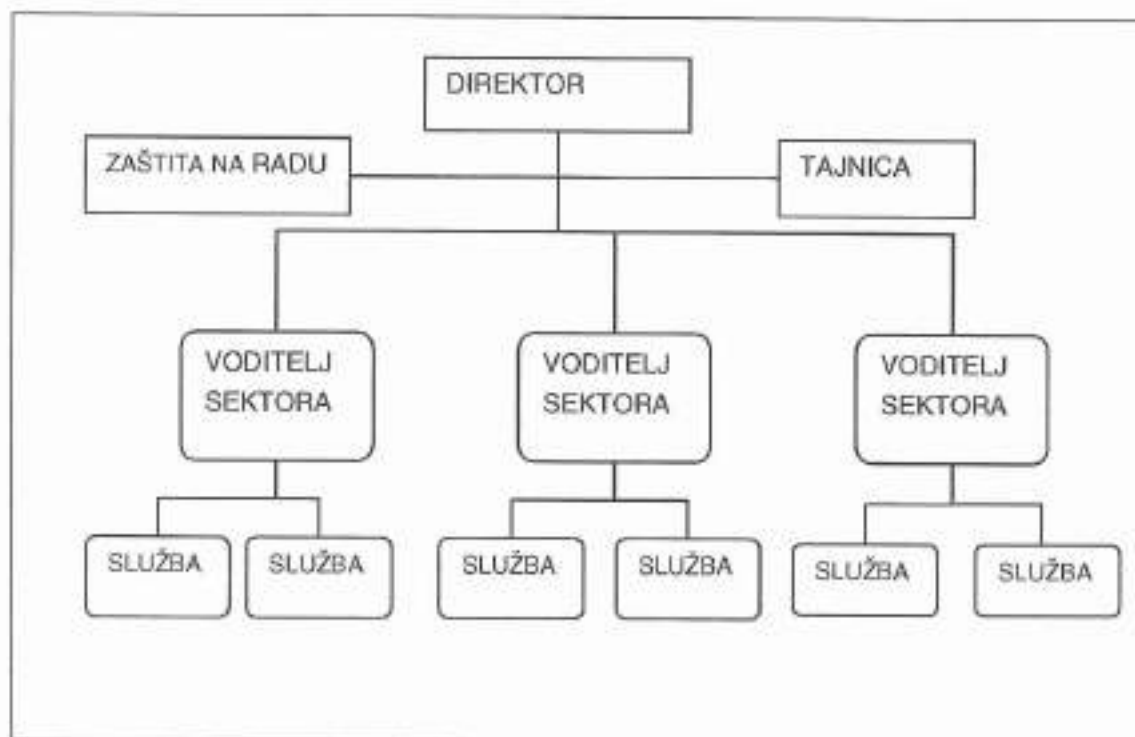 DIREKTOR
ZAŠTITA NA RADU
TAJNICA
VODITELJ
SEKTORA
VODITELJ
SEKTORA
VODITELJ
SEKTORA
SLUŽBA
SLUŽBA
SLUŽBA
SLUŽBA
SLUŽBA
SLUŽBA